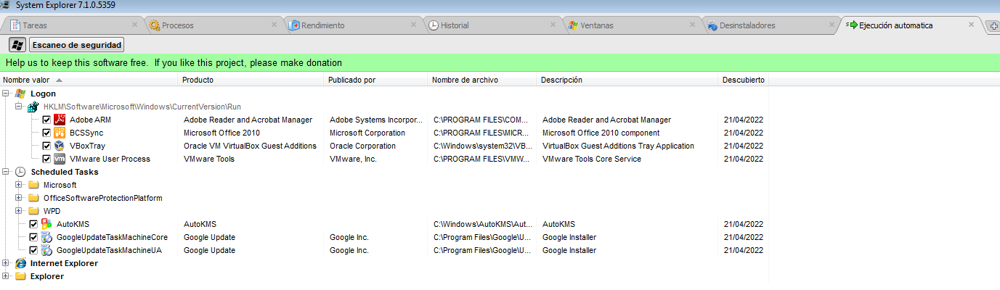 System Explorer 7.1.0.5359
Tareas Procesos Rendimiento Historial Ventanas Desinstaladores Ejecución automatica
Escaneo de seguridad
Help us to keep this software free. If you like this project, please make donation
Nombre valor Producto Publicado por Nombre de archivo Descripción Descubierto
Logon
HKLM\Software\Microsoft\Windows\CurrentVersion\Run
Adobe ARM Adobe Reader and Acrobat Manager Adobe Systems Incorpor... C:\PROGRAM FILES\COM... Adobe Reader and Acrobat Manager 21/04/2022
BCSSync Microsoft Office 2010 Microsoft Corporation C:\PROGRAM FILES\MICR... Microsoft Office 2010 component 21/04/2022
VBoxTray Oracle VM VirtualBox Guest Additions Oracle Corporation C:\Windows\system32\VB... VirtualBox Guest Additions Tray Application 21/04/2022
vm VMware User Process VMware Tools VMware, Inc. C:\PROGRAM FILES\VMW... VMware Tools Core Service 21/04/2022
Scheduled Tasks
Microsoft
OfficeSoftwareProtectionPlatform
WPD
AutoKMS AutoKMS C:\Windows\AutoKMS\Aut... AutoKMS 21/04/2022
GoogleUpdateTaskMachineCore Google Update Google Inc. C:\Program Files\Google\U... Google Installer 21/04/2022
GoogleUpdateTaskMachineUA Google Update Google Inc. C:\Program Files\Google\U... Google Installer 21/04/2022
Internet Explorer
Explorer